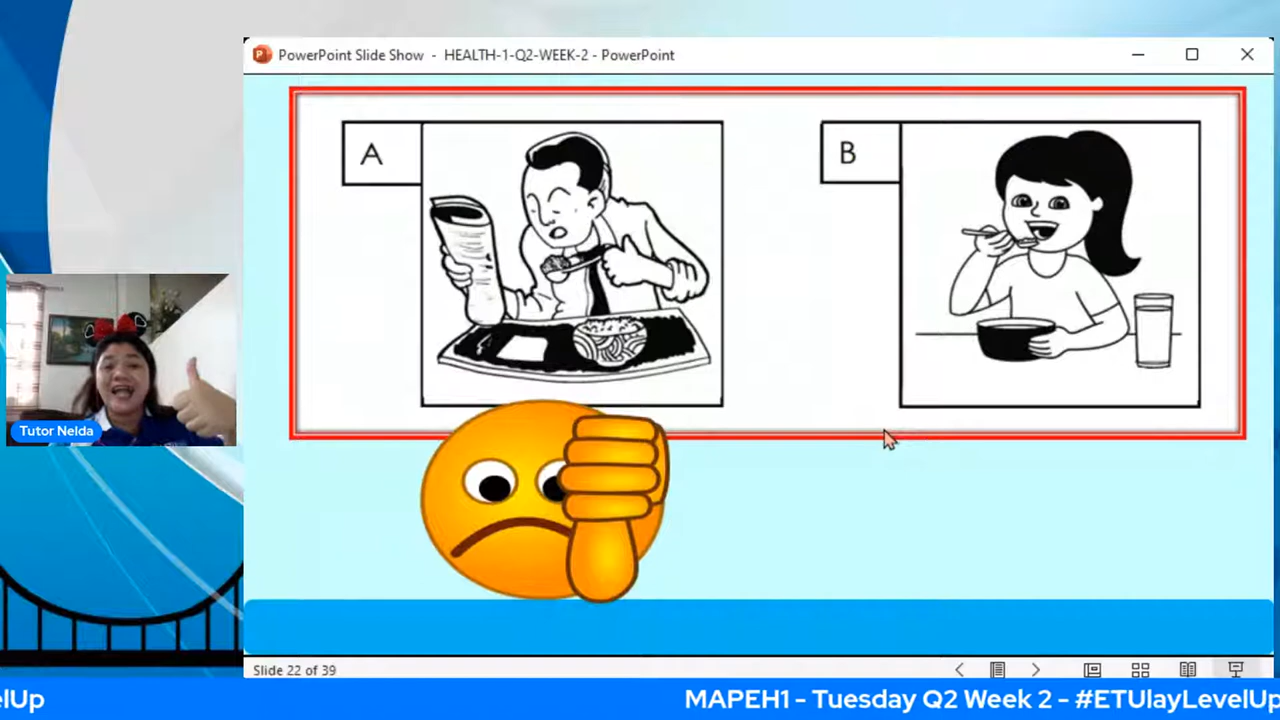 PowerPoint Slide Show - HEALTH-1-Q2-WEEK-2 - PowerPoint
A
B
Tutor Nelda
Slide 22 of 39
elUp
MAPEH1 - Tuesday Q2 Week 2 - #ETUlayLevelUp